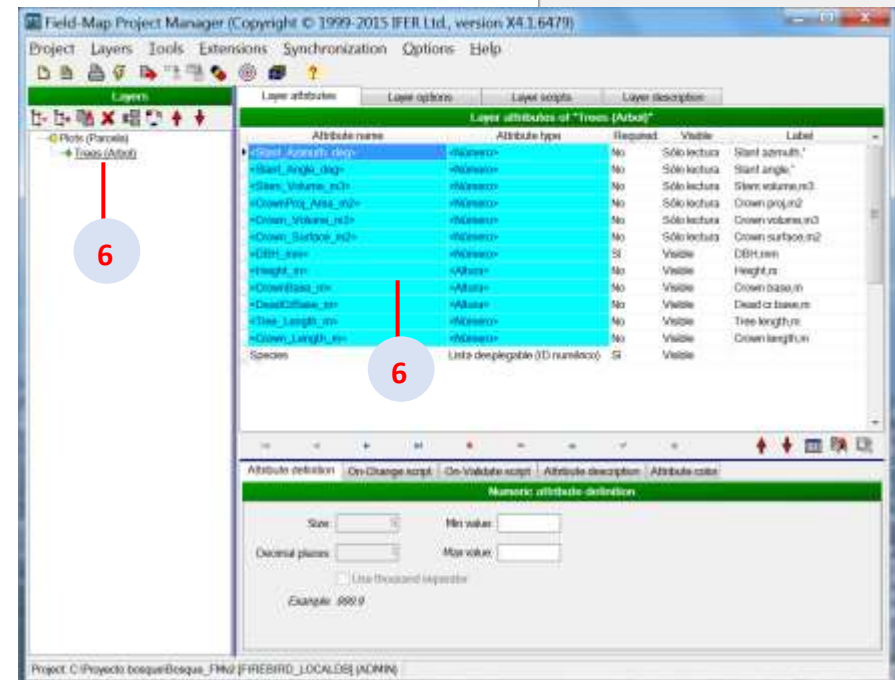 Field-Map Project Manager (Copyright © 1999-2015 IFER Ltd., version X4.1.6479)
Project Layers Tools Extensions Synchronization Options Help
Layers
Layer attributes Layer options Layer scripts Layer description
Layer attributes of "Trees (Arbol)"
Plots (Parcela)
Trees (Arbol)
Attribute name Attribute type Required Visible Label
<Slant_Azimuth_deg> <Número> No Sólo lectura Slant azimuth,°
<Slant_Angle_deg> <Número> No Sólo lectura Slant angle,°
<Stem_Volume_m3> <Número> No Sólo lectura Stem volume,m3
<CrownProj_Area_m2> <Número> No Sólo lectura Crown proj,m2
<Crown_Volume_m3> <Número> No Sólo lectura Crown volume,m3
<Crown_Surface_m2> <Número> No Sólo lectura Crown surface,m2
<DBH_mm> <Número> Sí Visible DBH,mm
<Height_m> <Altura> No Visible Height,m
<CrownBase_m> <Altura> No Visible Crown base,m
<DeadCrBase_m> <Altura> No Visible Dead cr base,m
<Tree_Length_m> <Número> No Visible Tree length,m
<Crown_Length_m> <Número> No Visible Crown length,m
Species Lista desplegable (ID numérico) Sí Visible
6
6
Attribute definition On-Change script On-Validate script Attribute description Attribute color
Numeric attribute definition
Size: Min value:
Decimal places: Max value:
Use thousand separator
Example: 999.9
Project: C:\Proyecto bosque\Bosque_FMv2 [FIREBIRD_LOCALDB] (ADMIN)